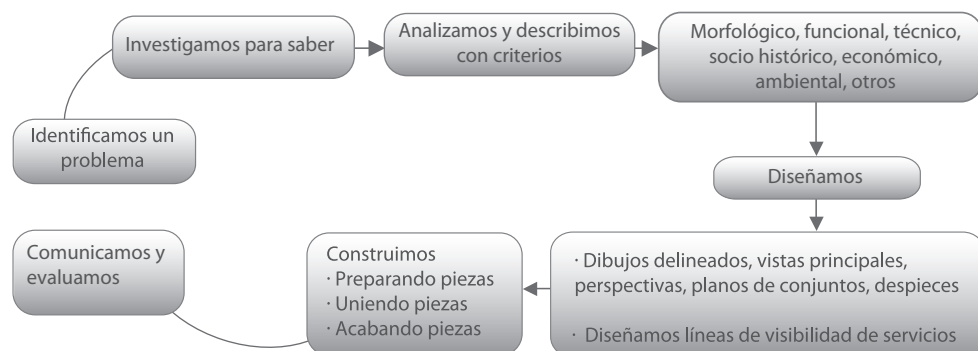 Identificamos un
problema
Investigamos para saber
Analizamos y describimos
con criterios
Morfológico, funcional, técnico,
socio histórico, económico,
ambiental, otros
Diseñamos
· Dibujos delineados, vistas principales,
perspectivas, planos de conjuntos, despieces
· Diseñamos líneas de visibilidad de servicios
Construimos
· Preparando piezas
· Uniendo piezas
· Acabando piezas
Comunicamos y
evaluamos